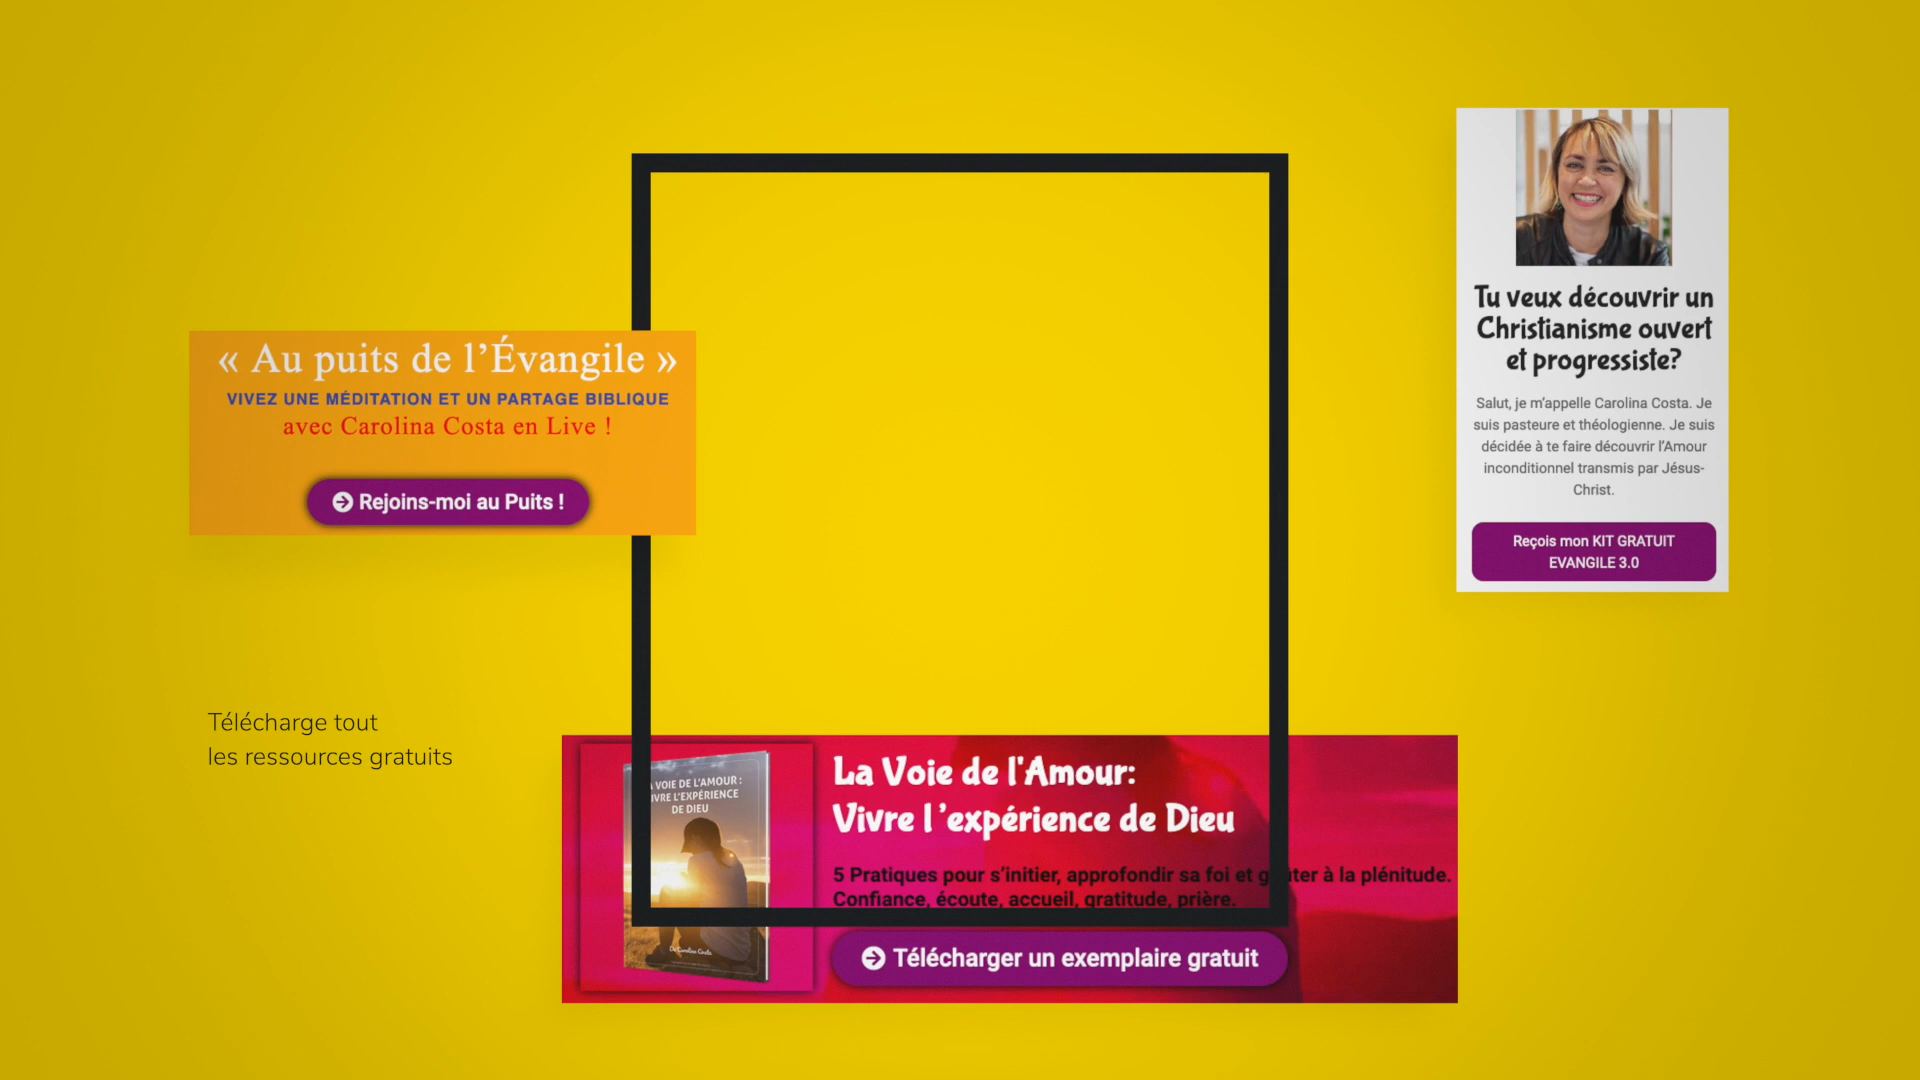 « Au puits de l’Évangile »
VIVEZ UNE MÉDITATION ET UN PARTAGE BIBLIQUE
avec Carolina Costa en Live !
Rejoins-moi au Puits !
Tu veux découvrir un
Christianisme ouvert
et progressiste?
Salut, je m'appelle Carolina Costa. Je
suis pasteure et théologienne. Je suis
décidée à te faire découvrir l'Amour
inconditionnel transmis par Jésus-
Christ.
Reçois mon KIT GRATUIT
EVANGILE 3.0
Télécharge tout
les ressources gratuits
VOIE DE L'AMOUR :
L'EXPÉRIENCE
DE DIEU
De Carolina Costa
La Voie de l'Amour:
Vivre l’expérience de Dieu
5 Pratiques pour s’initier, approfondir sa foi et à la plénitude.
Confiance, écoute, accueil, gratitude, prière.
Télécharger un exemplaire gratuit